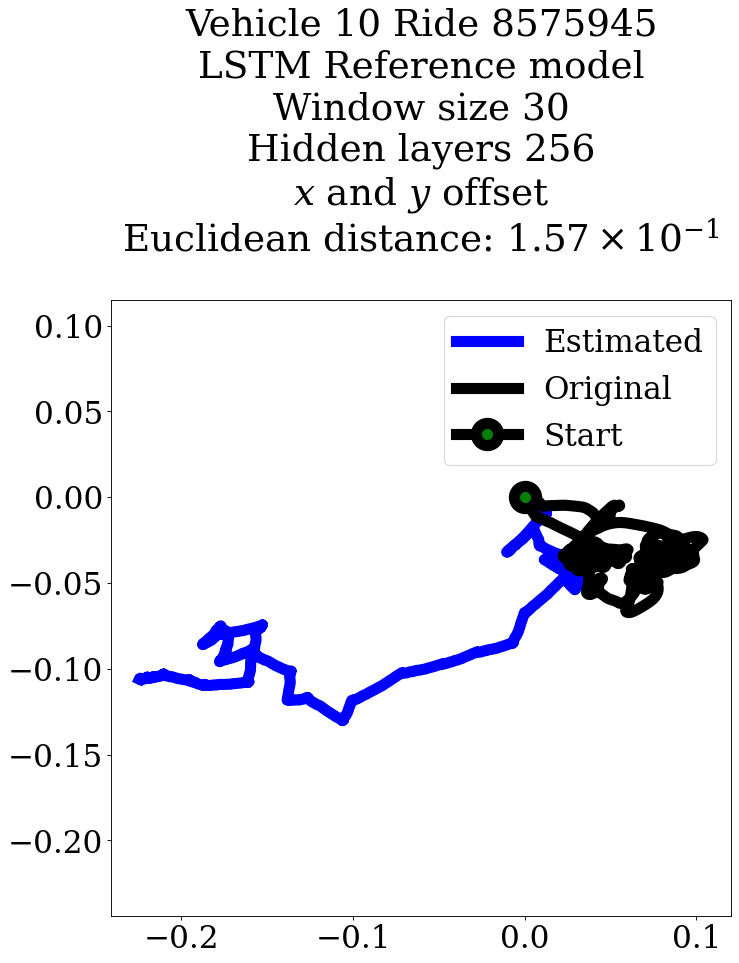 Vehicle 10 Ride 8575945
LSTM Reference model
Window size 30
Hidden layers 256
x and y offset
Euclidean distance: 1.57 × 10⁻¹
Estimated
Original
Start
0.10
0.05
0.00
−0.05
−0.10
−0.15
−0.20
−0.2 −0.1 0.0 0.1